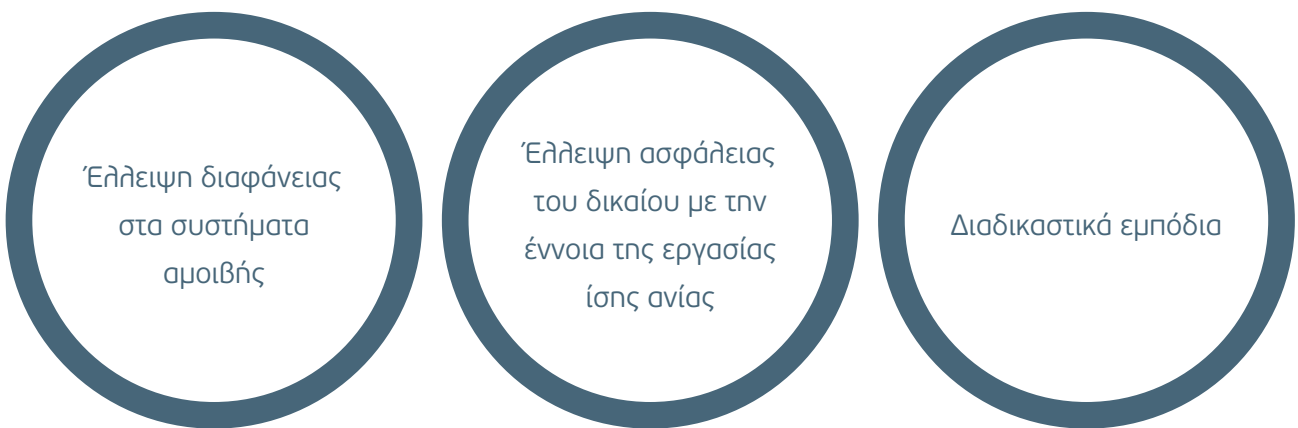 Έλλειψη διαφάνειας
στα συστήματα
αμοιβής
Έλλειψη ασφάλειας
του δικαίου με την
έννοια της εργασίας
ίσης ανίας
Διαδικαστικά εμπόδια